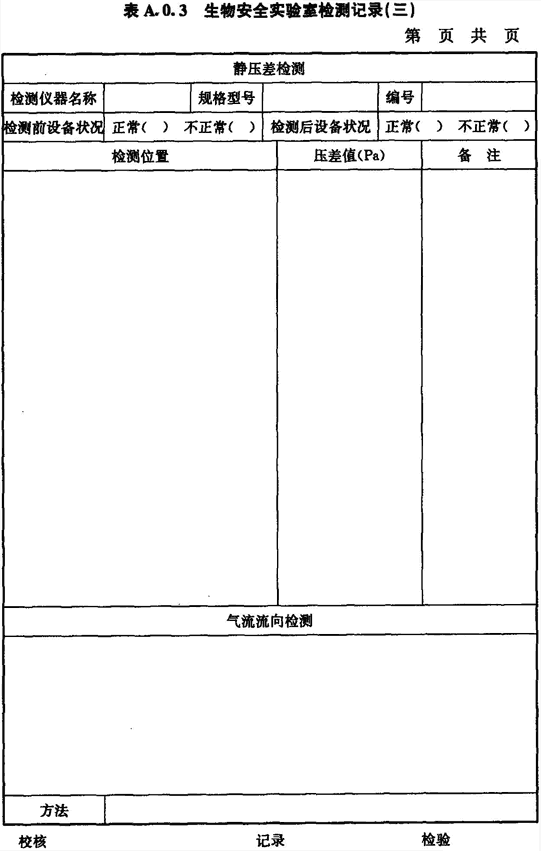 表 A.0.3 生物安全实验室检测记录(三)
第 页 共 页
静压差检测
检测仪器名称 规格型号 编号
检测前设备状况 正常( ) 不正常( ) 检测后设备状况 正常( ) 不正常( )
检测位置 压差值(Pa) 备 注
气流流向检测
方法
校核 记录 检验